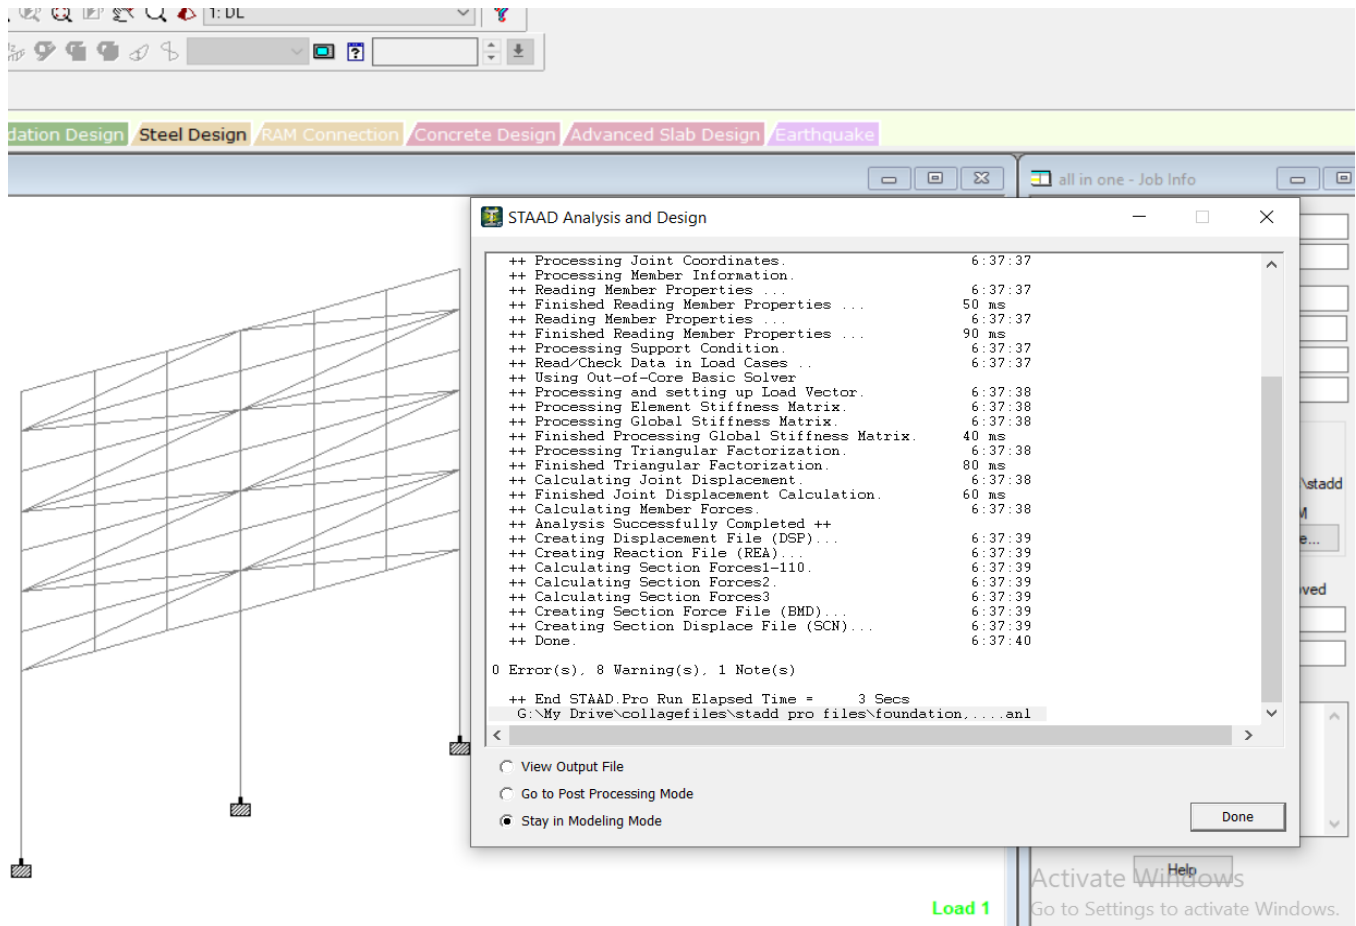 1: DL
dation Design Steel Design RAM Connection Concrete Design Advanced Slab Design Earthquake
all in one - Job Info
STAAD Analysis and Design
++ Processing Joint Coordinates. 6:37:37
++ Processing Member Information.
++ Reading Member Properties ... 6:37:37
++ Finished Reading Member Properties ... 50 ms
++ Reading Member Properties ... 6:37:37
++ Finished Reading Member Properties ... 90 ms
++ Processing Support Condition. 6:37:37
++ Read/Check Data in Load Cases .. 6:37:37
++ Using Out-of-Core Basic Solver
++ Processing and setting up Load Vector. 6:37:38
++ Processing Element Stiffness Matrix. 6:37:38
++ Processing Global Stiffness Matrix. 6:37:38
++ Finished Processing Global Stiffness Matrix. 40 ms
++ Processing Triangular Factorization. 6:37:38
++ Finished Triangular Factorization. 80 ms
++ Calculating Joint Displacement. 6:37:38
++ Finished Joint Displacement Calculation. 60 ms
++ Calculating Member Forces. 6:37:38
++ Analysis Successfully Completed ++
++ Creating Displacement File (DSP)... 6:37:39
++ Creating Reaction File (REA)... 6:37:39
++ Calculating Section Forces1-110. 6:37:39
++ Calculating Section Forces2. 6:37:39
++ Calculating Section Forces3 6:37:39
++ Creating Section Force File (BMD)... 6:37:39
++ Creating Section Displace File (SCN)... 6:37:39
++ Done. 6:37:40
0 Error(s), 8 Warning(s), 1 Note(s)
++ End STAAD.Pro Run Elapsed Time = 3 Secs
G:\My Drive\collagefiles\stadd pro files\foundation,....anl
View Output File
Go to Post Processing Mode
Stay in Modeling Mode
Done
\stadd
M
e...
ved
Help
Load 1
Activate Windows
Go to Settings to activate Windows.